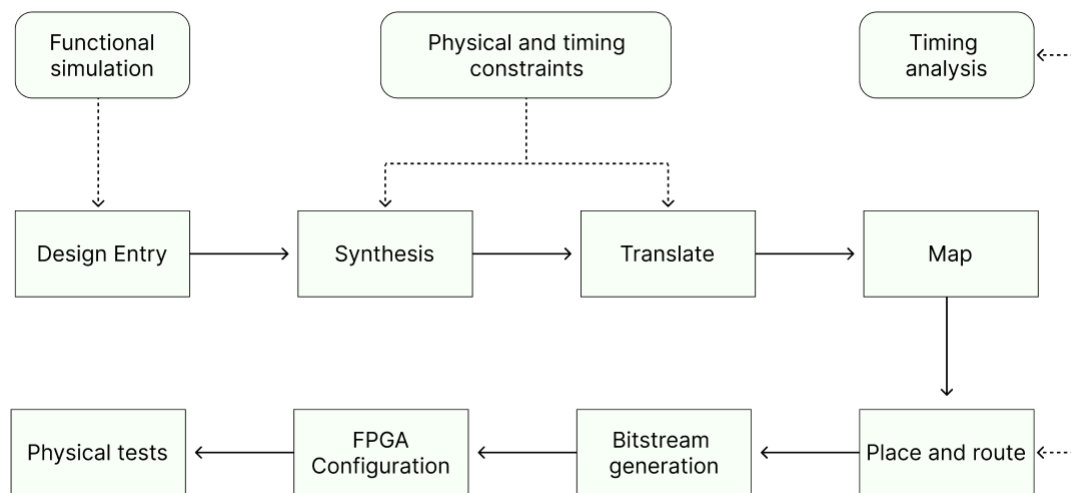 Functional
simulation
Physical and timing
constraints
Timing
analysis
Design Entry
Synthesis
Translate
Map
Physical tests
FPGA
Configuration
Bitstream
generation
Place and route